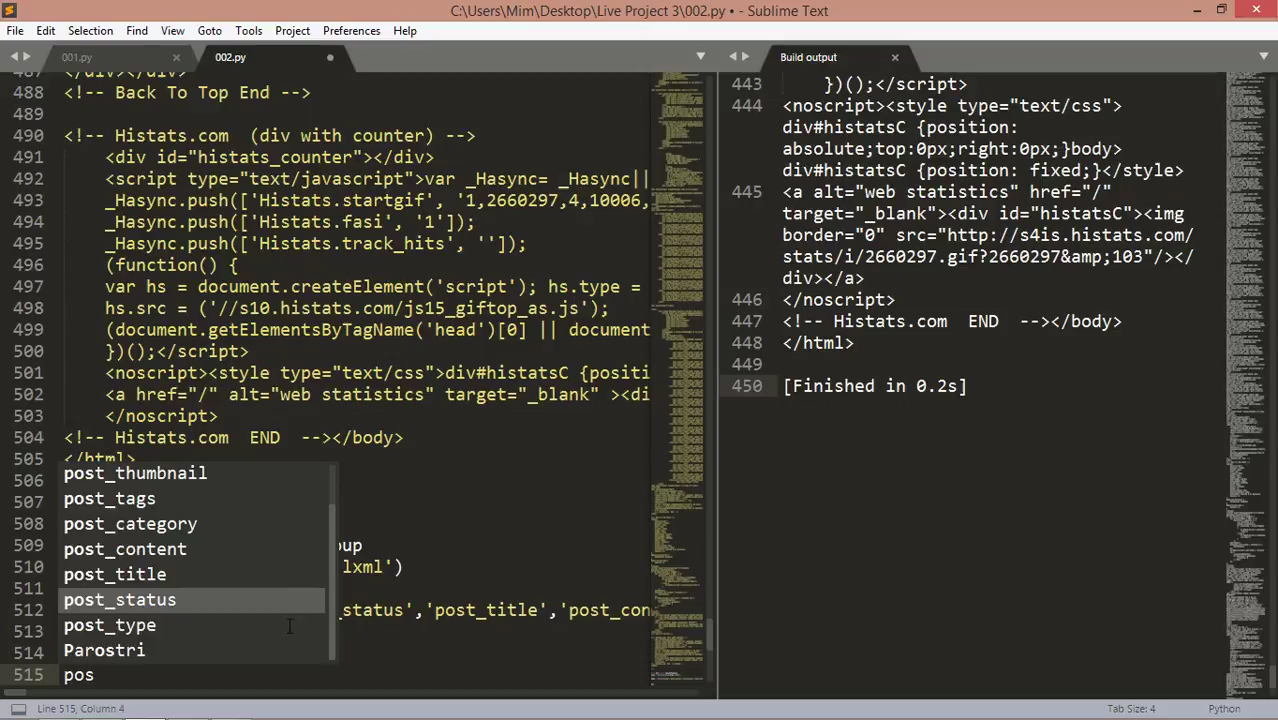 C:\Users\Mim\Desktop\Live Project 3\002.py • - Sublime Text
File Edit Selection Find View Goto Tools Project Preferences Help
001.py
002.py
487 </div></div>
488 <!-- Back To Top End -->
489
490 <!-- Histats.com (div with counter) -->
491 <div id="histats_counter"></div>
492 <script type="text/javascript">var _Hasync= _Hasync||
493 _Hasync.push(['Histats.startgif', '1,2660297,4,10006,
494 _Hasync.push(['Histats.fasi', '1']);
495 _Hasync.push(['Histats.track_hits', '']);
496 (function() {
497 var hs = document.createElement('script'); hs.type =
498 hs.src = ('//s10.histats.com/js15_giftop_as.js');
499 (document.getElementsByTagName('head')[0] || document
500 })();</script>
501 <noscript><style type="text/css">div#histatsC {positi
502 <a href="/" alt="web statistics" target="_blank" ><di
503 </noscript>
504 <!-- Histats.com END --></body>
505 </html>
506
507
508
509 oup
510 lxml')
511
512 _status','post_title','post_con
513
514
515 pos
post_thumbnail
post_tags
post_category
post_content
post_title
post_status
post_type
Parostri
Build output
443 })();</script>
444 <noscript><style type="text/css">
div#histatsC {position:
absolute;top:0px;right:0px;}body>
div#histatsC {position: fixed;}</style>
445 <a alt="web statistics" href="/"
target="_blank"><div id="histatsC"><img
border="0" src="http://s4is.histats.com/
stats/i/2660297.gif?2660297&amp;103"/></
div></a>
446 </noscript>
447 <!-- Histats.com END --></body>
448 </html>
449
450 [Finished in 0.2s]
Line 515, Column 4
Tab Size: 4
Python